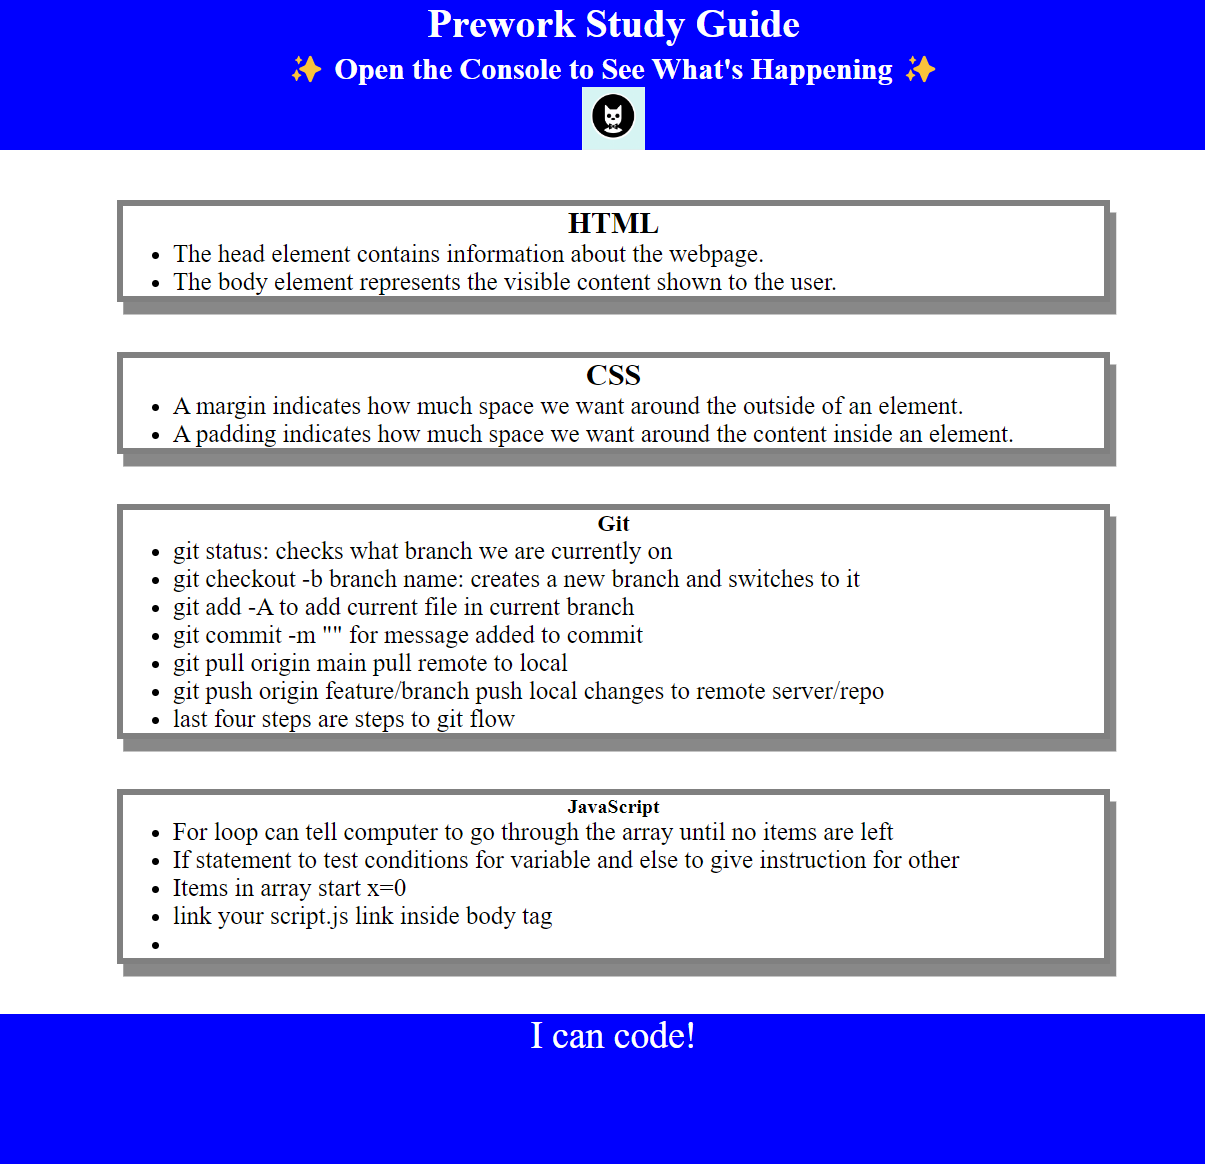 Prework Study Guide
✨ Open the Console to See What's Happening ✨
HTML
• The head element contains information about the webpage.
• The body element represents the visible content shown to the user.
CSS
• A margin indicates how much space we want around the outside of an element.
• A padding indicates how much space we want around the content inside an element.
Git
• git status: checks what branch we are currently on
• git checkout -b branch name: creates a new branch and switches to it
• git add -A to add current file in current branch
• git commit -m "" for message added to commit
• git pull origin main pull remote to local
• git push origin feature/branch push local changes to remote server/repo
• last four steps are steps to git flow
JavaScript
• For loop can tell computer to go through the array until no items are left
• If statement to test conditions for variable and else to give instruction for other
• Items in array start x=0
• link your script.js link inside body tag
•
I can code!